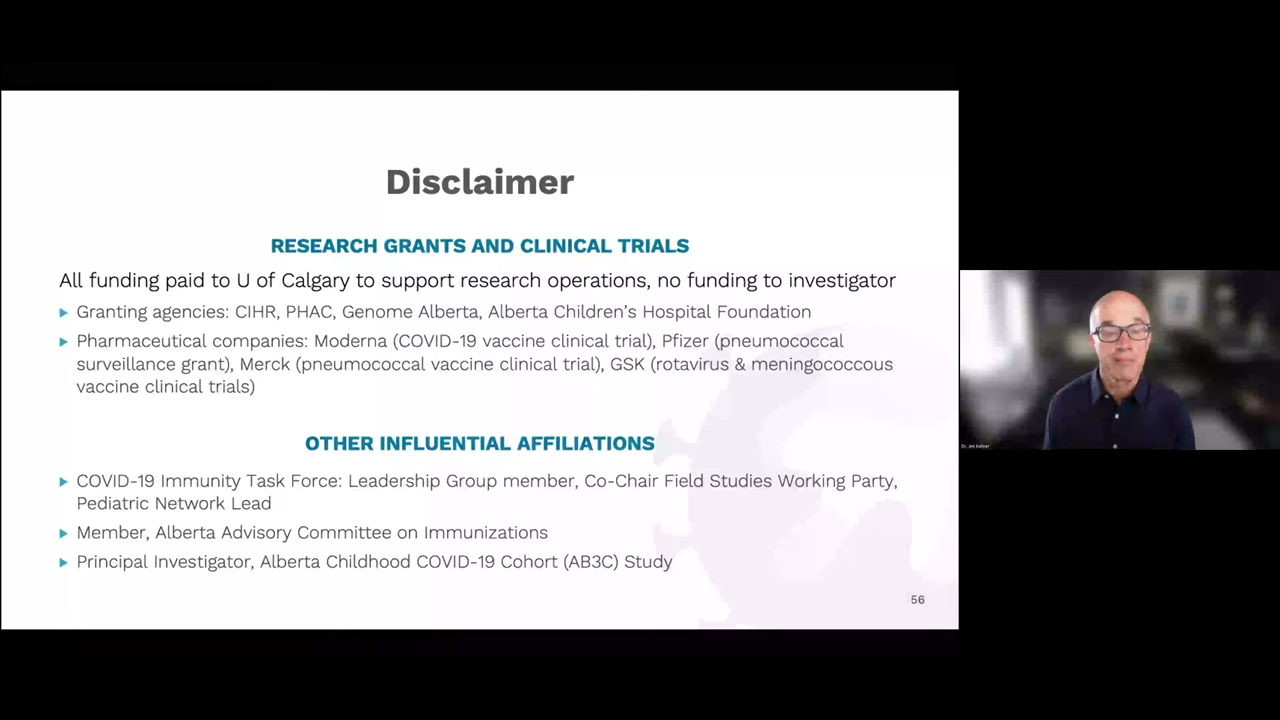 Disclaimer
RESEARCH GRANTS AND CLINICAL TRIALS
All funding paid to U of Calgary to support research operations, no funding to investigator
Granting agencies: CIHR, PHAC, Genome Alberta, Alberta Children's Hospital Foundation
Pharmaceutical companies: Moderna (COVID-19 vaccine clinical trial), Pfizer (pneumococcal
surveillance grant), Merck (pneumococcal vaccine clinical trial), GSK (rotavirus & meningococcous
vaccine clinical trials)
OTHER INFLUENTIAL AFFILIATIONS
COVID-19 Immunity Task Force: Leadership Group member, Co-Chair Field Studies Working Party,
Pediatric Network Lead
Member, Alberta Advisory Committee on Immunizations
Principal Investigator, Alberta Childhood COVID-19 Cohort (AB3C) Study
56
Dr. Jim Kellner